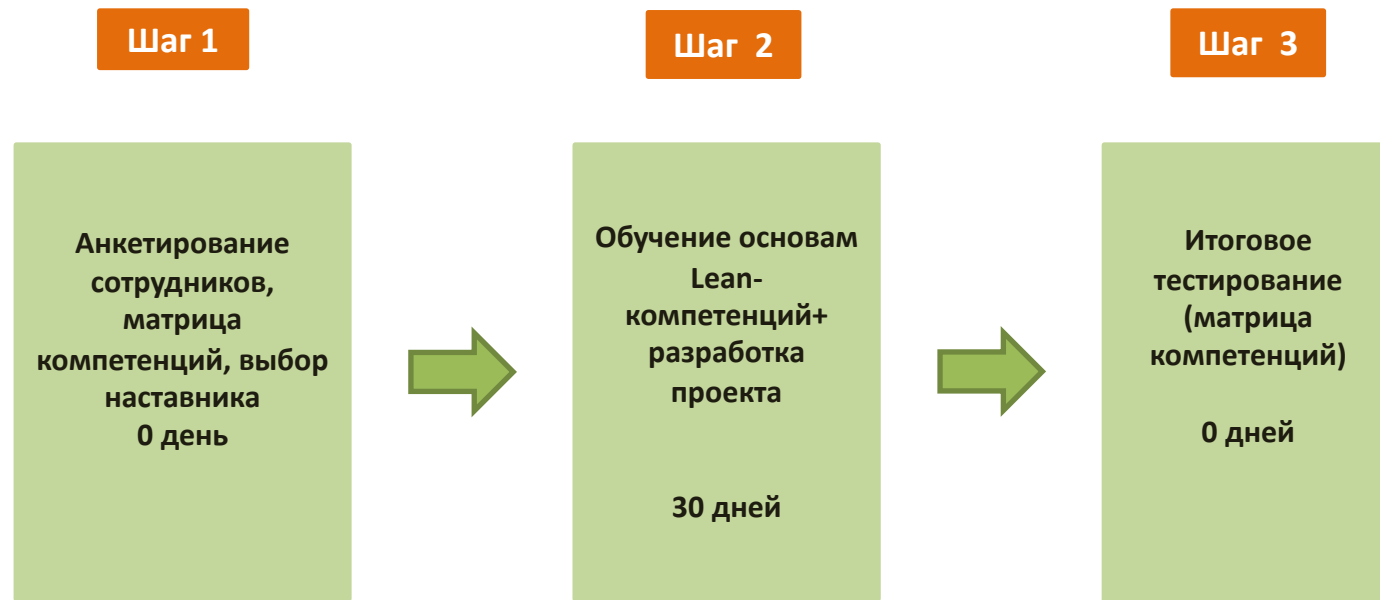 Шаг 1
Шаг 2
Шаг 3
Анкетирование
сотрудников,
матрица
компетенций, выбор
наставника
0 день
Обучение основам
Lean-
компетенций+
разработка
проекта
30 дней
Итоговое
тестирование
(матрица
компетенций)
0 дней